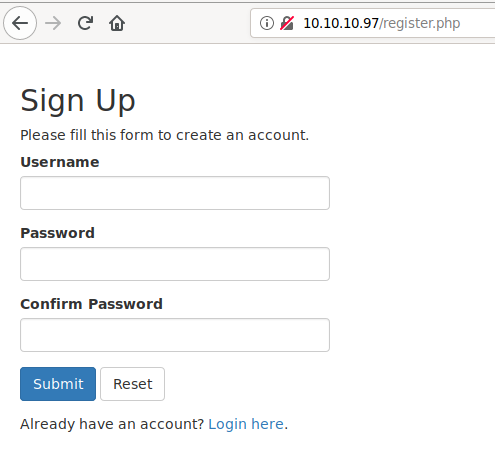 10.10.10.97/register.php
Sign Up
Please fill this form to create an account.
Username
Password
Confirm Password
Submit Reset
Already have an account? Login here.